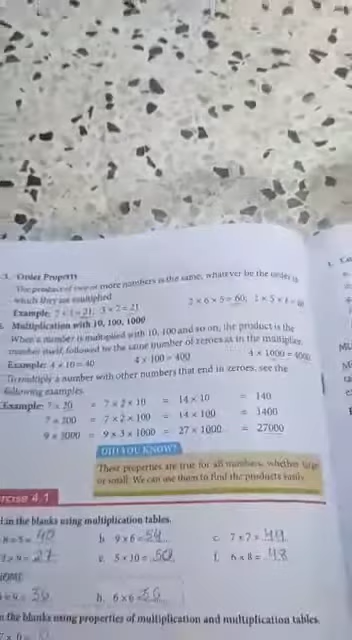 3. Order Property
The product of two or more numbers is the same, whatever be the order in
which they are multiplied
Example: 7 × 3 = 21; 3 × 7 = 21 2 × 6 × 5 = 60;
Multiplication with 10, 100, 1000
When a number is multiplied with 10, 100 and so on, the product is the
number itself, followed by the same number of zeroes as in the multiplier.
Example: 4 × 10 = 40 4 × 100 = 400 4 × 1000 = 4000
To multiply a number with other numbers that end in zeroes, see the
following examples.
Example: 7 × 20 = 7 × 2 × 10 = 14 × 10 = 140
7 × 200 = 7 × 2 × 100 = 14 × 100 = 1400
9 × 3000 = 9 × 3 × 1000 = 27 × 1000 = 27000
DID YOU KNOW?
These properties are true for all numbers, whether large
or small. We can use them to find the products easily.
rcise 4.1
in the blanks using multiplication tables.
8 × 5 = 40 b. 9 × 6 = 54 c. 7 × 7 = 49
= 27 e. 5 × 10 = 50 f. 6 × 8 = 48
= 36 h. 6 × 6 = 36
the blanks using properties of multiplication and multiplication tables.